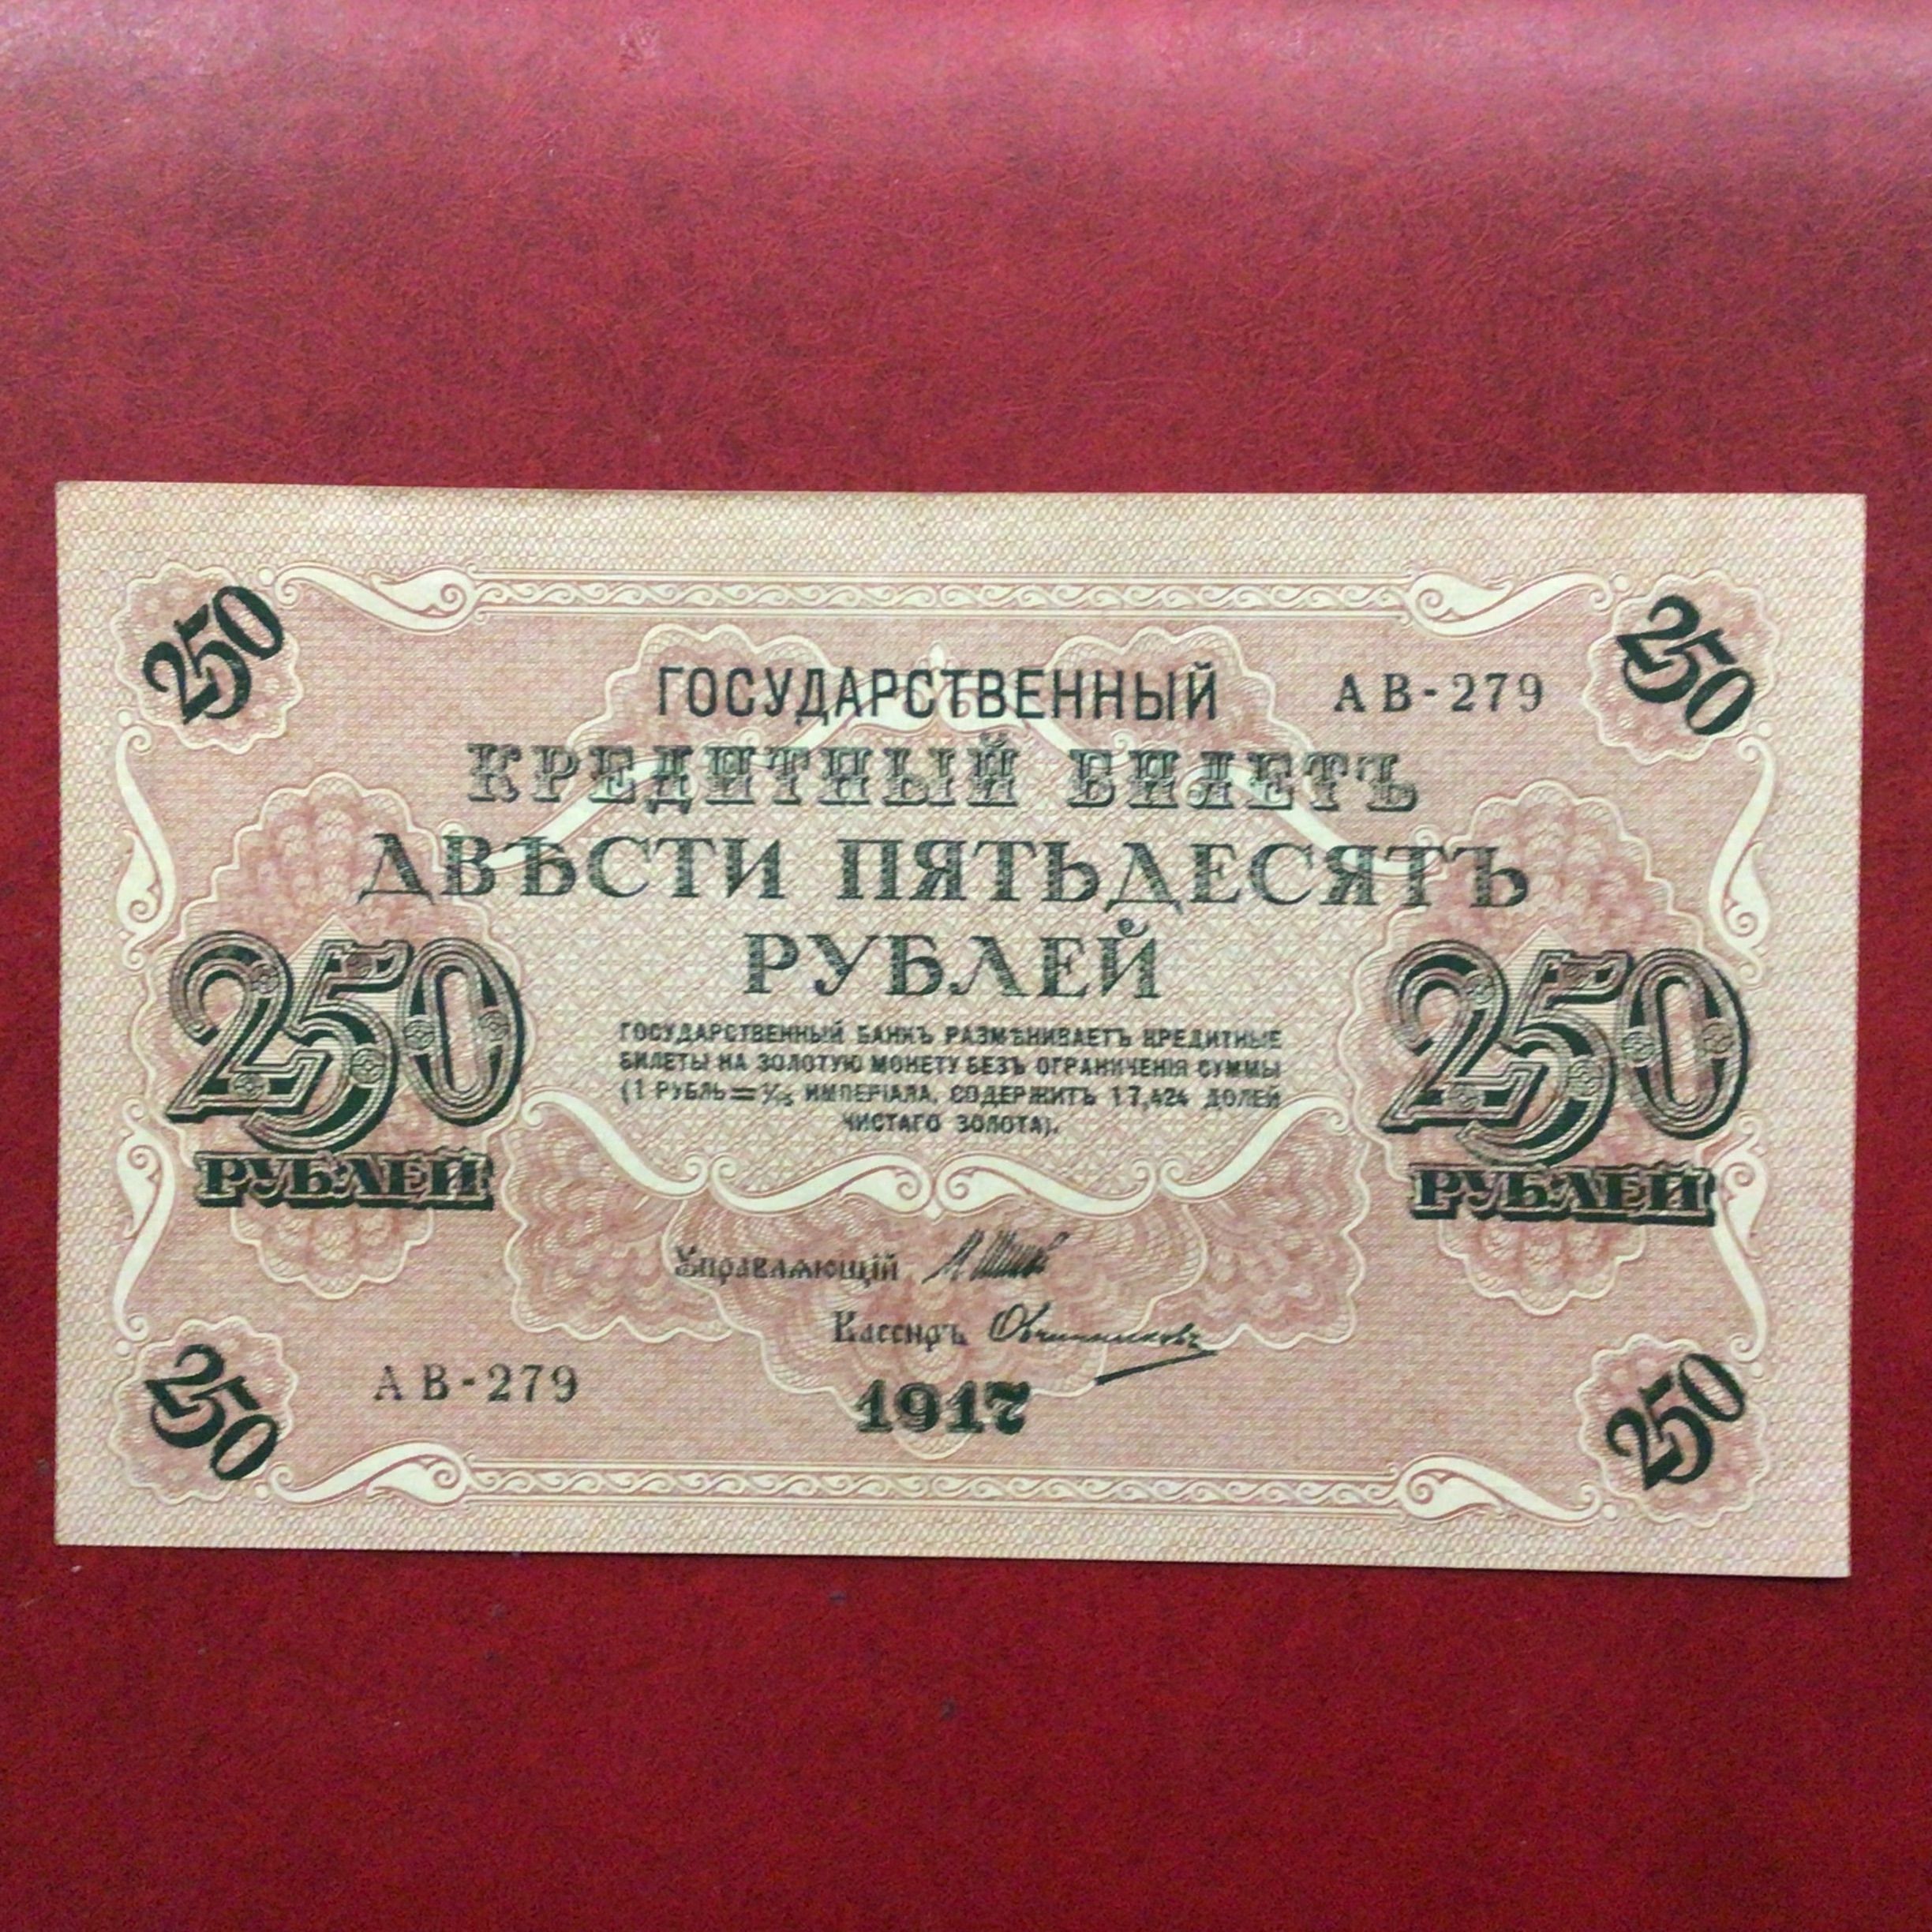 250 250
ГОСУДАРСТВЕННЫЙ АВ-279
КРЕДИТНЫЙ БИЛЕТЪ
ДВѢСТИ ПЯТЬДЕСЯТЪ
РУБЛЕЙ
250 250
РУБЛЕЙ РУБЛЕЙ
ГОСУДАРСТВЕННЫЙ БАНКЪ РАЗМѢНИВАЕТЪ КРЕДИТНЫЕ
БИЛЕТЫ НА ЗОЛОТУЮ МОНЕТУ БЕЗЪ ОГРАНИЧЕНІЯ СУММЫ
(1 РУБЛЬ=1/15 ИМПЕРІАЛА, СОДЕРЖИТЪ 17,424 ДОЛЕЙ
ЧИСТАГО ЗОЛОТА).
Управляющій
Кассиръ Овчинниковъ
АВ-279 1917
250 250